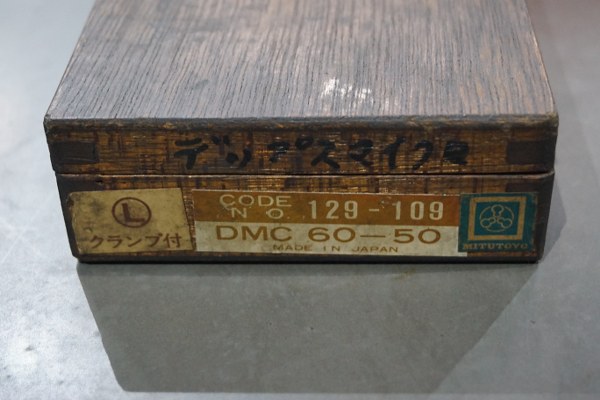 デップスマイクロ
L
クランプ付
CODE
NO. 129-109
DMC 60-50
MADE IN JAPAN
MITUTOYO